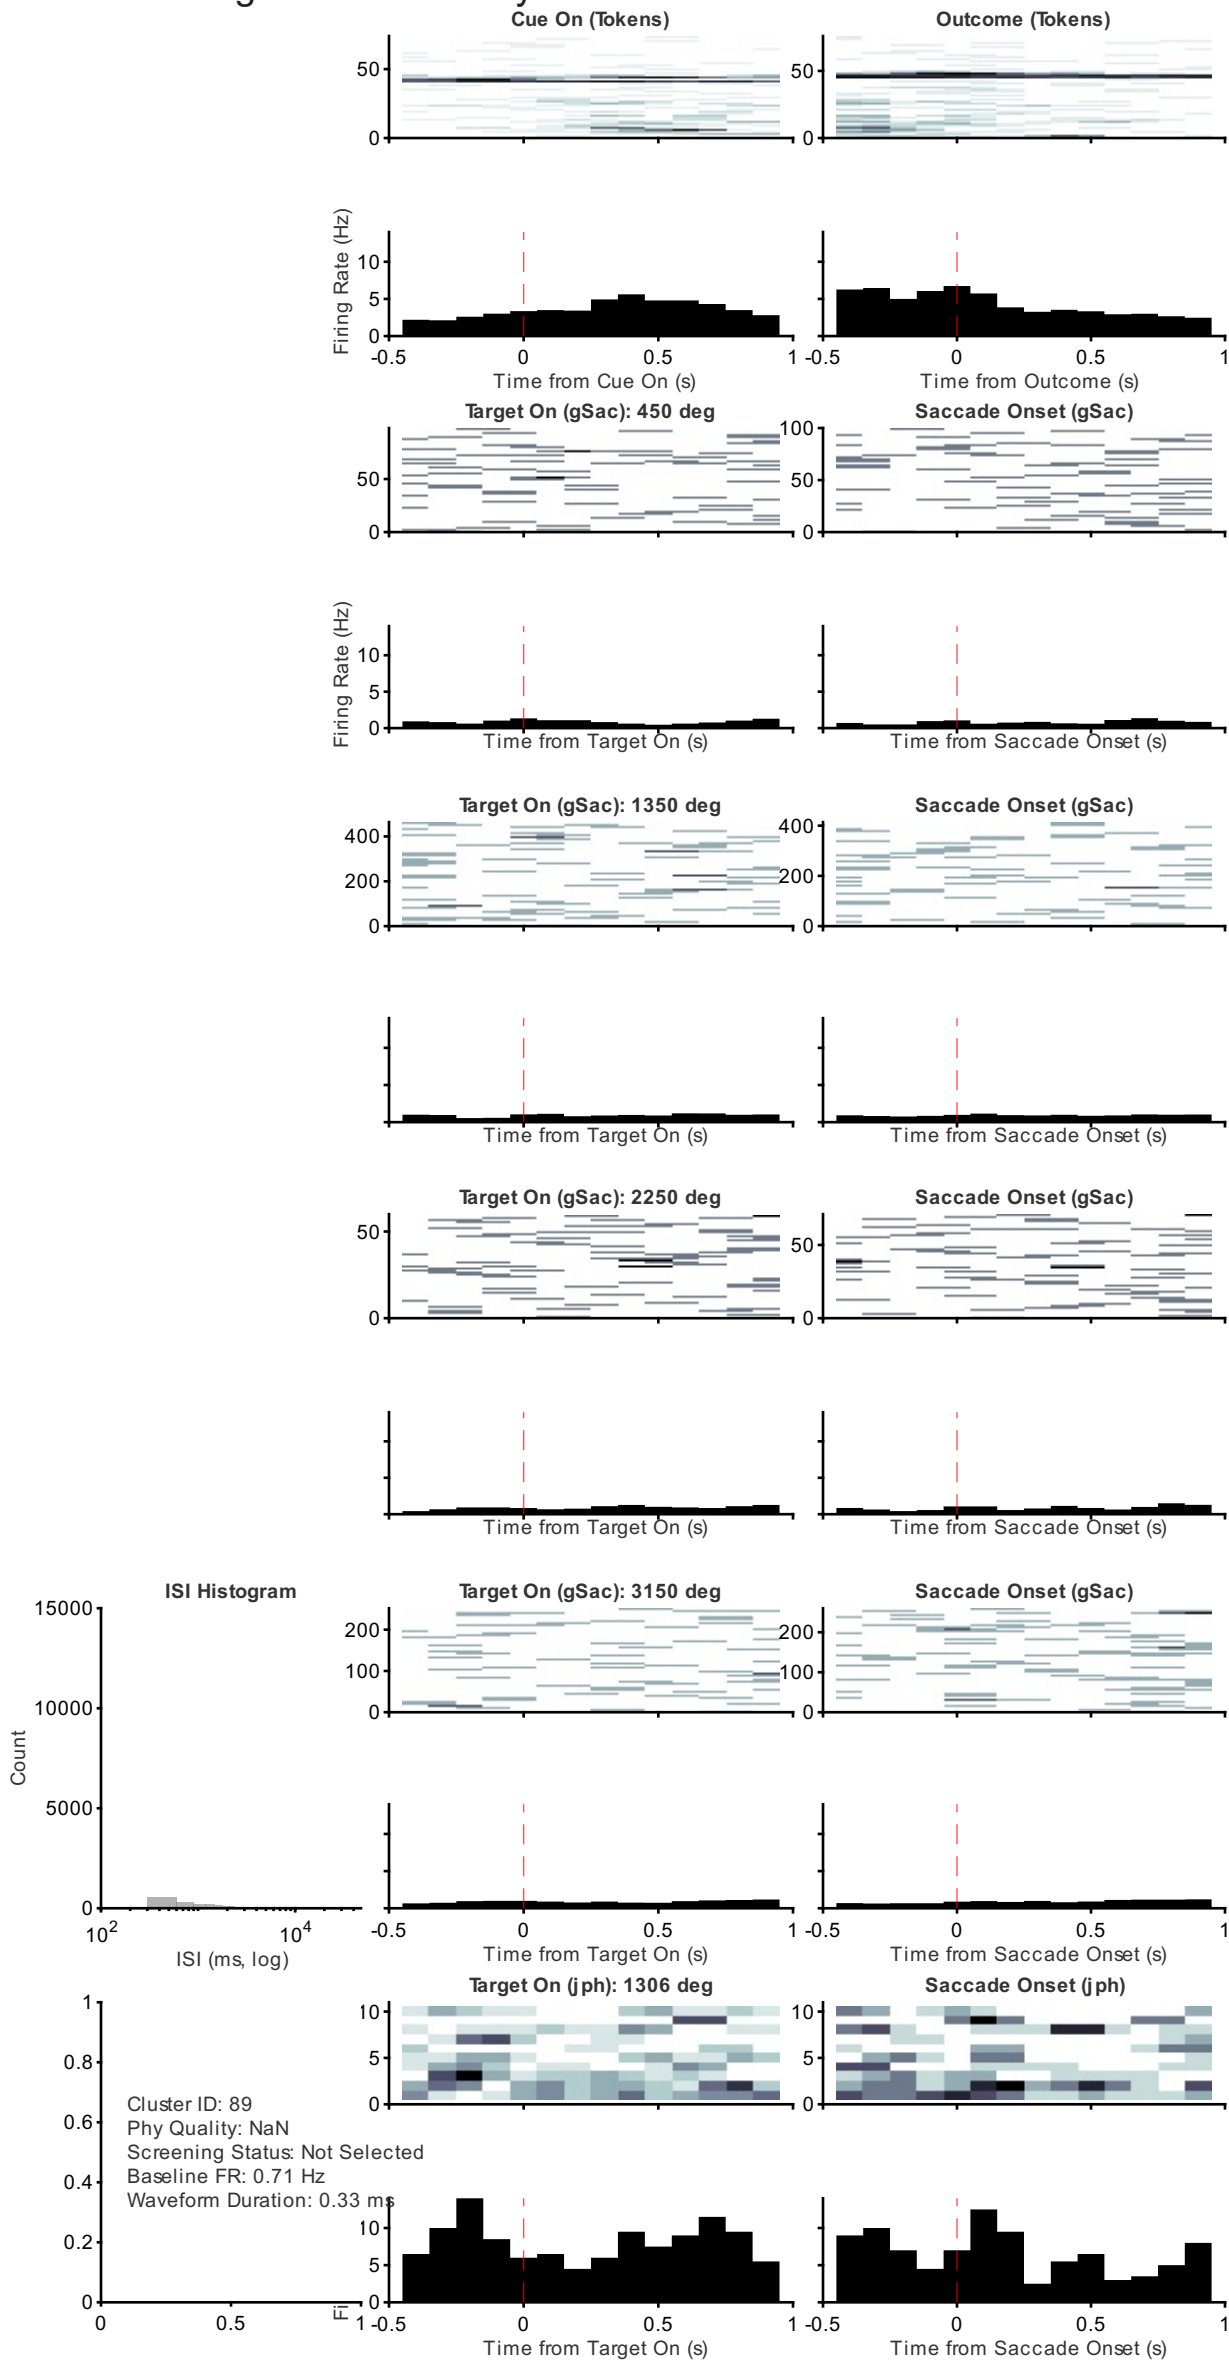 Cue On (Tokens)
Outcome (Tokens)
50
0
50
0
Firing Rate (Hz)
10
5
0
-0.5
0
0.5
1
-0.5
0
0.5
1
Time from Cue On (s)
Time from Outcome (s)
Target On (gSac): 450 deg
Saccade Onset (gSac)
50
0
100
50
0
Firing Rate (Hz)
10
5
0
Time from Target On (s)
Time from Saccade Onset (s)
Target On (gSac): 1350 deg
Saccade Onset (gSac)
400
200
0
400
200
0
Time from Target On (s)
Time from Saccade Onset (s)
Target On (gSac): 2250 deg
Saccade Onset (gSac)
50
0
50
0
Time from Target On (s)
Time from Saccade Onset (s)
ISI Histogram
15000
10000
5000
0
Count
10^2
10^4
ISI (ms, log)
Target On (gSac): 3150 deg
Saccade Onset (gSac)
200
100
0
200
100
0
-0.5
0
0.5
1
-0.5
0
0.5
1
Time from Target On (s)
Time from Saccade Onset (s)
Target On (jph): 1306 deg
Saccade Onset (jph)
10
5
0
10
5
0
1
0.8
0.6
0.4
0.2
0
0
0.5
1
Cluster ID: 89
Phy Quality: NaN
Screening Status: Not Selected
Baseline FR: 0.71 Hz
Waveform Duration: 0.33 ms
Fi
10
5
0
-0.5
0
0.5
1
-0.5
0
0.5
1
Time from Target On (s)
Time from Saccade Onset (s)